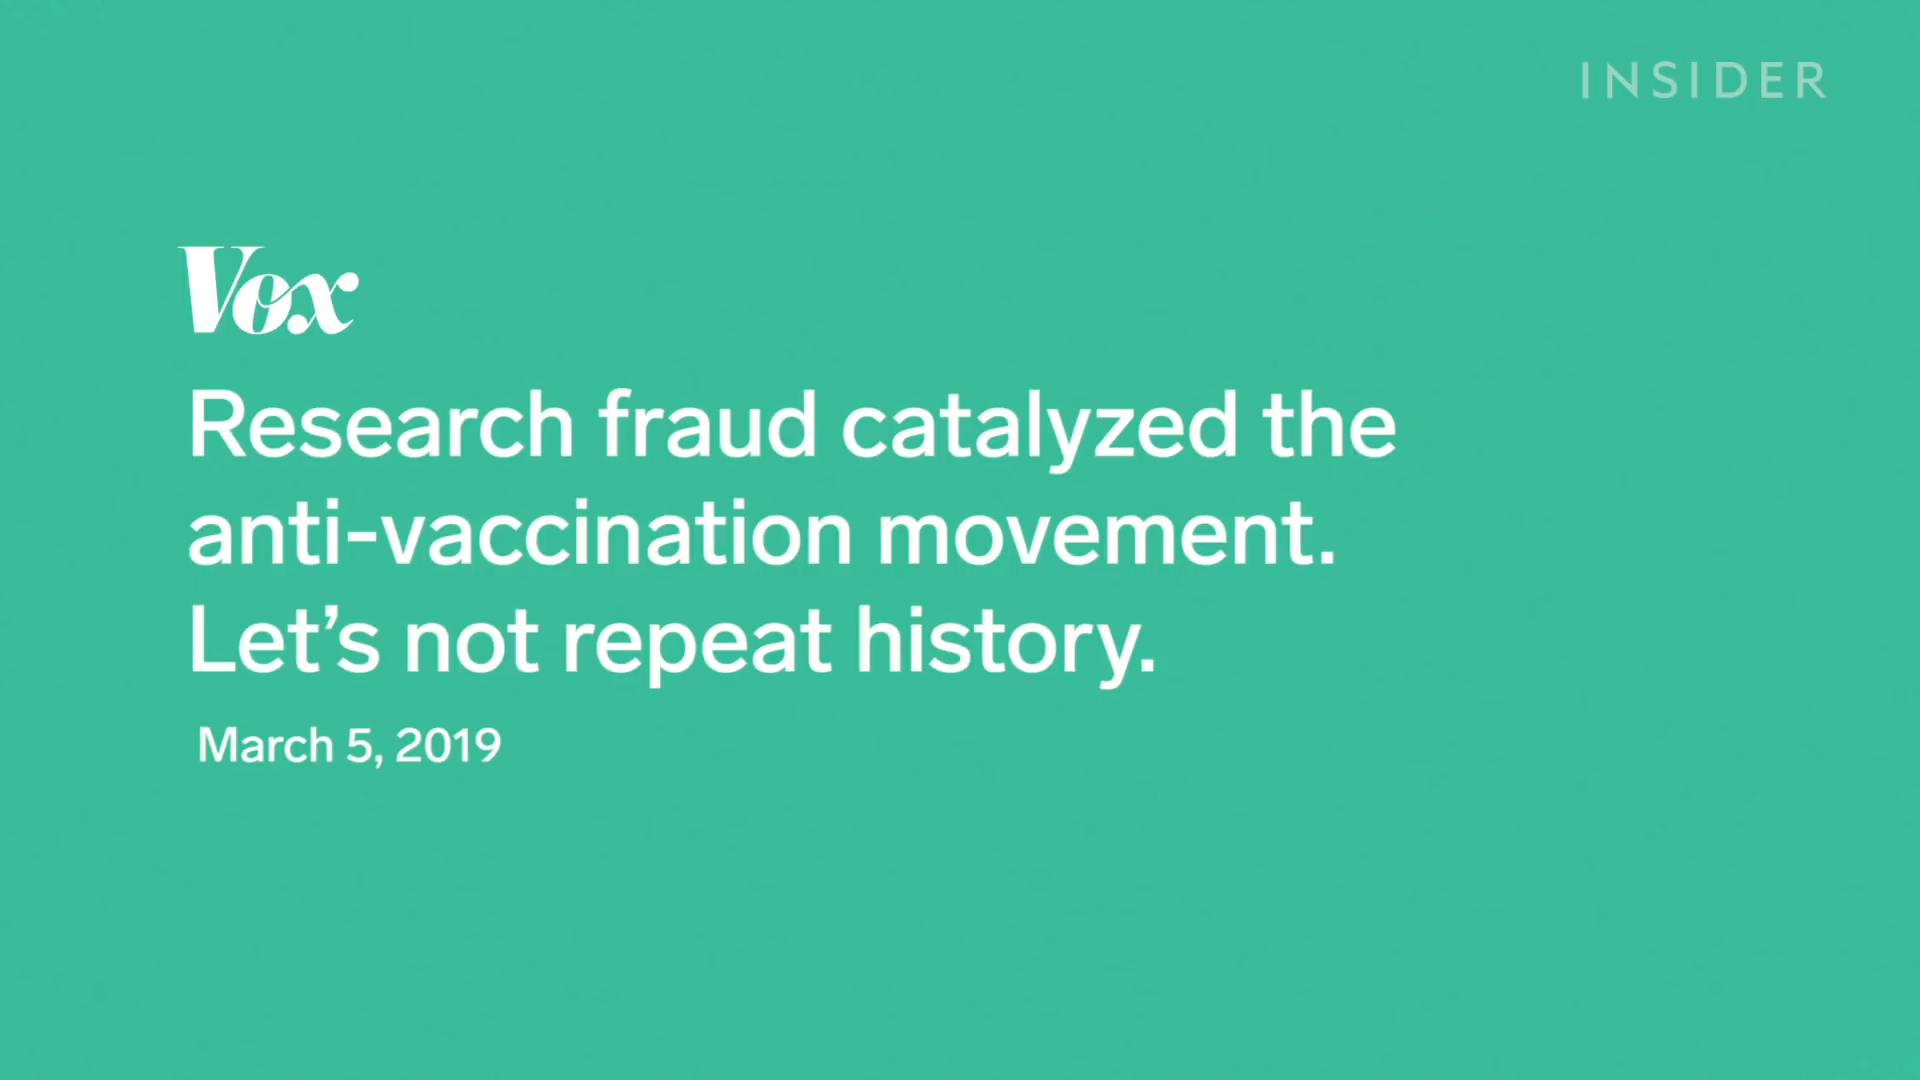 INSIDER
Vox
Research fraud catalyzed the
anti-vaccination movement.
Let’s not repeat history.
March 5, 2019